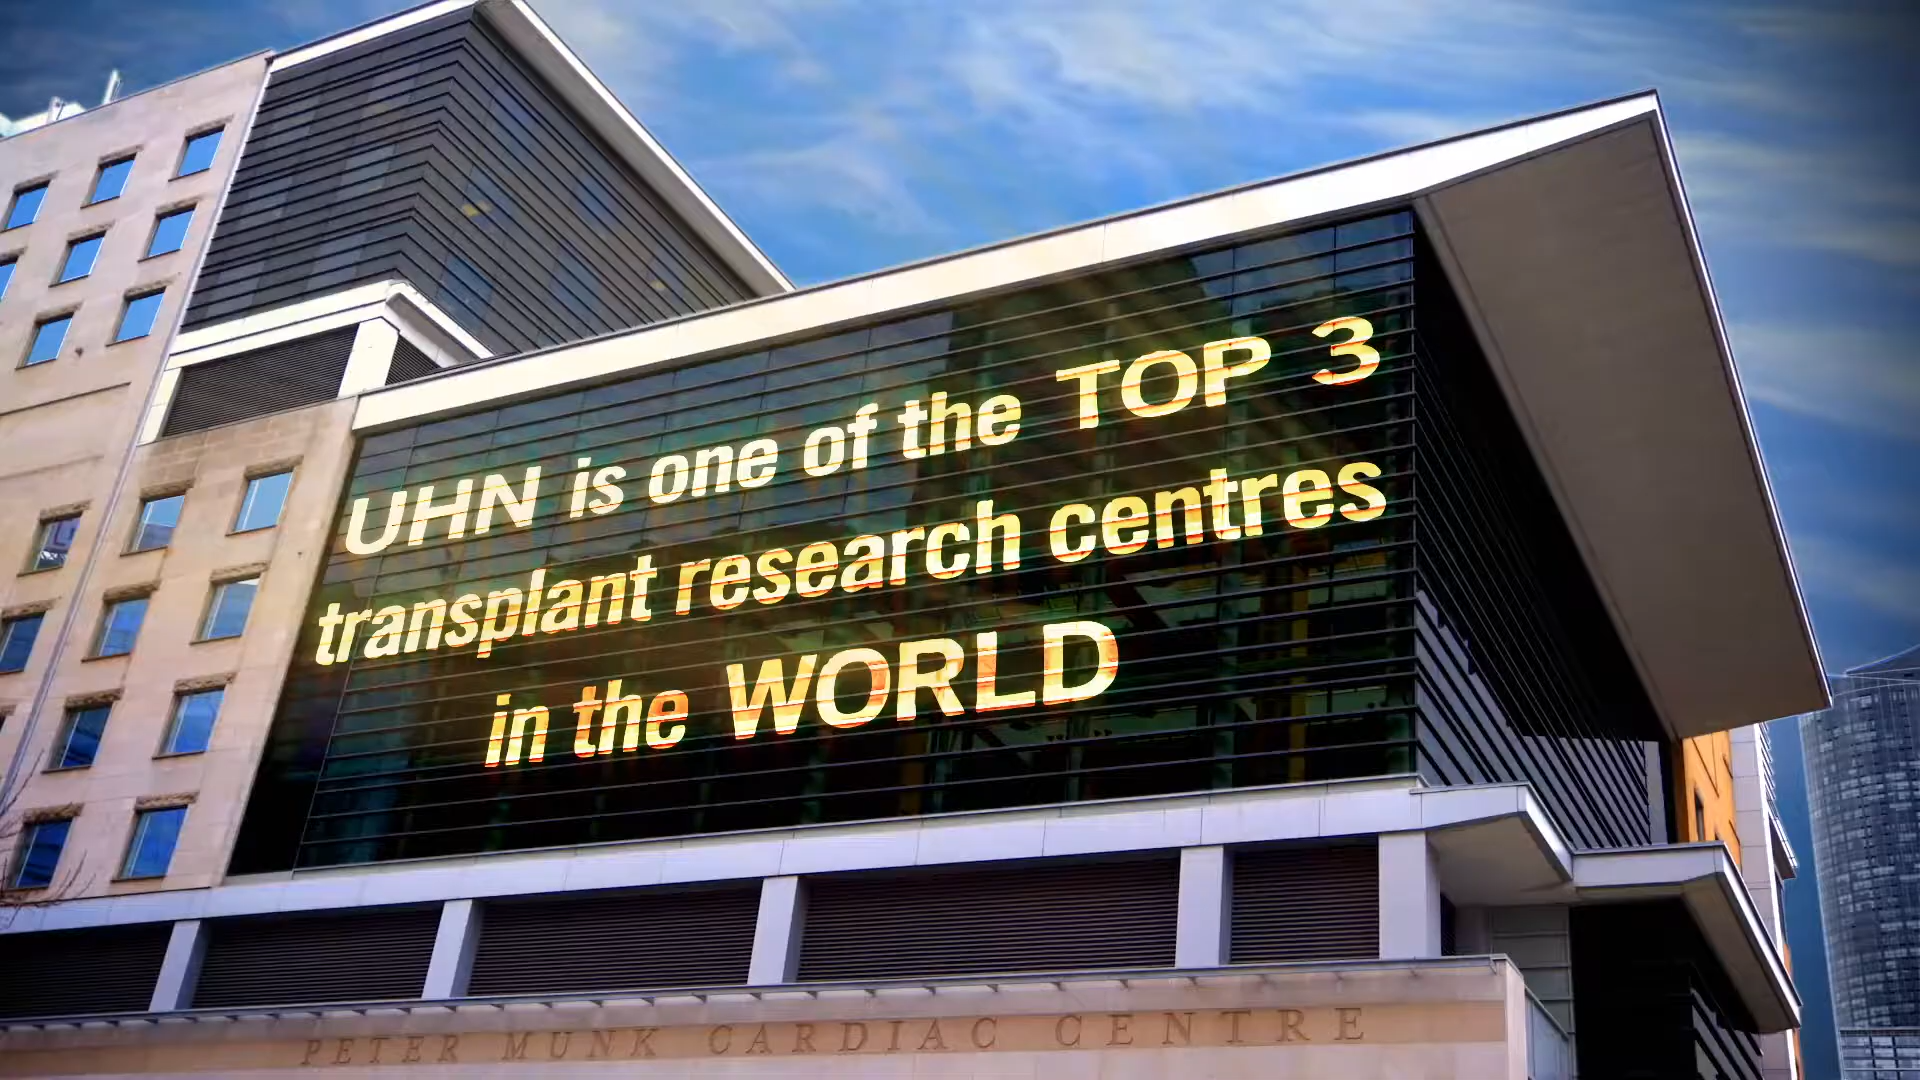 UHN is one of the TOP 3
transplant research centres
in the WORLD
PETER MUNK CARDIAC CENTRE